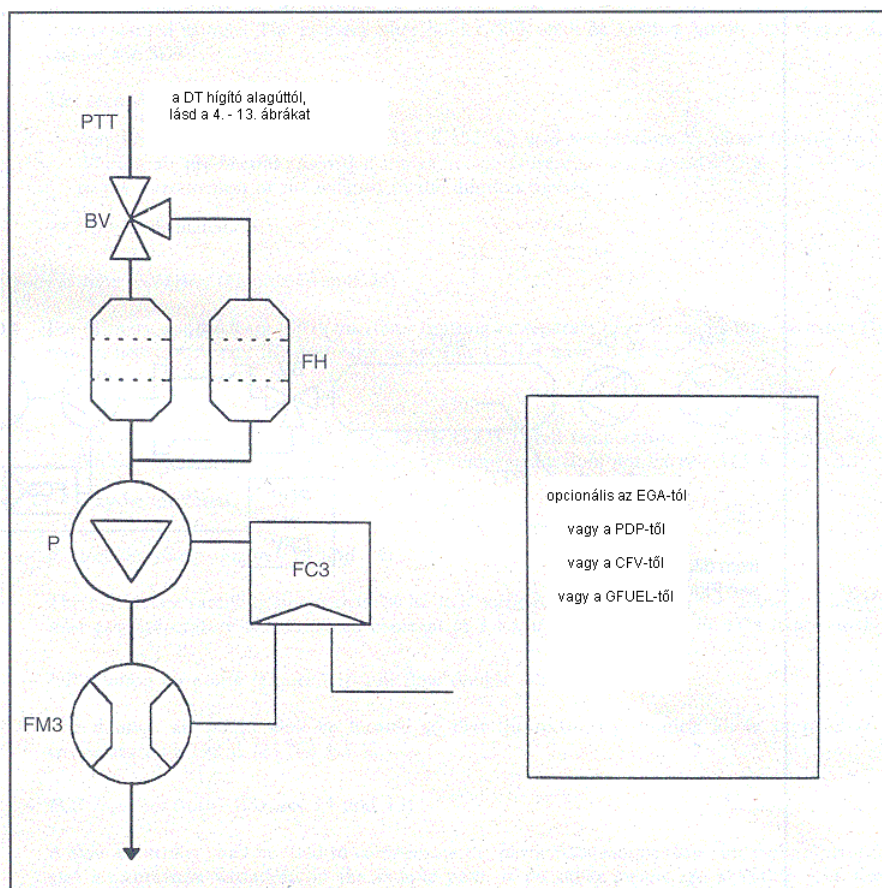 a DT hígító alagúttól,
lásd a 4. - 13. ábrákat
PTT
BV
FH
opcionális az EGA-tól
vagy a PDP-től
P
FC3
vagy a CFV-től
vagy a GFUEL-től
FM3